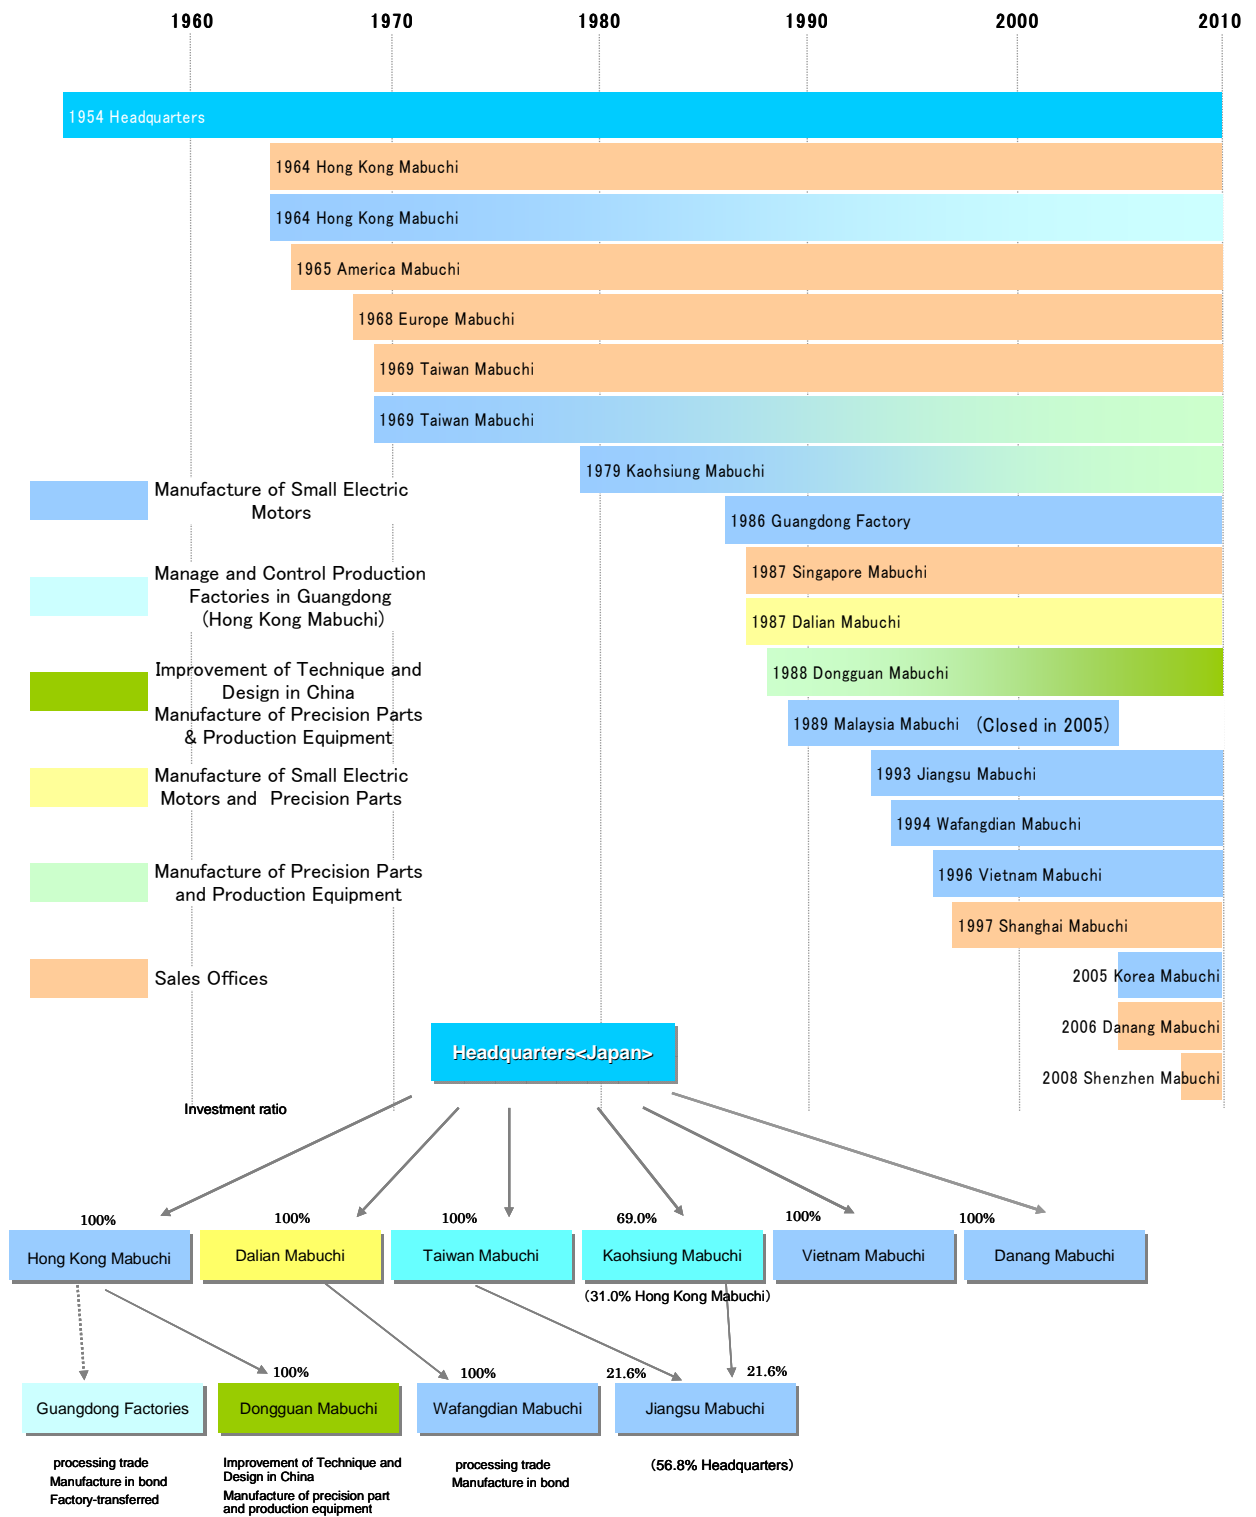 1960 1970 1980 1990 2000 2010
1954 Headquarters
1964 Hong Kong Mabuchi
1964 Hong Kong Mabuchi
1965 America Mabuchi
1968 Europe Mabuchi
1969 Taiwan Mabuchi
1969 Taiwan Mabuchi
1979 Kaohsiung Mabuchi
1986 Guangdong Factory
1987 Singapore Mabuchi
1987 Dalian Mabuchi
1988 Dongguan Mabuchi
1989 Malaysia Mabuchi (Closed in 2005)
1993 Jiangsu Mabuchi
1994 Wafangdian Mabuchi
1996 Vietnam Mabuchi
1997 Shanghai Mabuchi
2005 Korea Mabuchi
2006 Danang Mabuchi
2008 Shenzhen Mabuchi
Manufacture of Small Electric
Motors
Manage and Control Production
Factories in Guangdong
(Hong Kong Mabuchi)
Improvement of Technique and
Design in China
Manufacture of Precision Parts
& Production Equipment
Manufacture of Small Electric
Motors and Precision Parts
Manufacture of Precision Parts
and Production Equipment
Sales Offices
Headquarters<Japan>
Investment ratio
100% 100% 100% 69.0% 100% 100%
Hong Kong Mabuchi Dalian Mabuchi Taiwan Mabuchi Kaohsiung Mabuchi Vietnam Mabuchi Danang Mabuchi
(31.0% Hong Kong Mabuchi)
100% 100% 21.6% 21.6%
Guangdong Factories Dongguan Mabuchi Wafangdian Mabuchi Jiangsu Mabuchi
processing trade
Manufacture in bond
Factory-transferred
Improvement of Technique and
Design in China
Manufacture of precision part
and production equipment
processing trade
Manufacture in bond
(56.8% Headquarters)